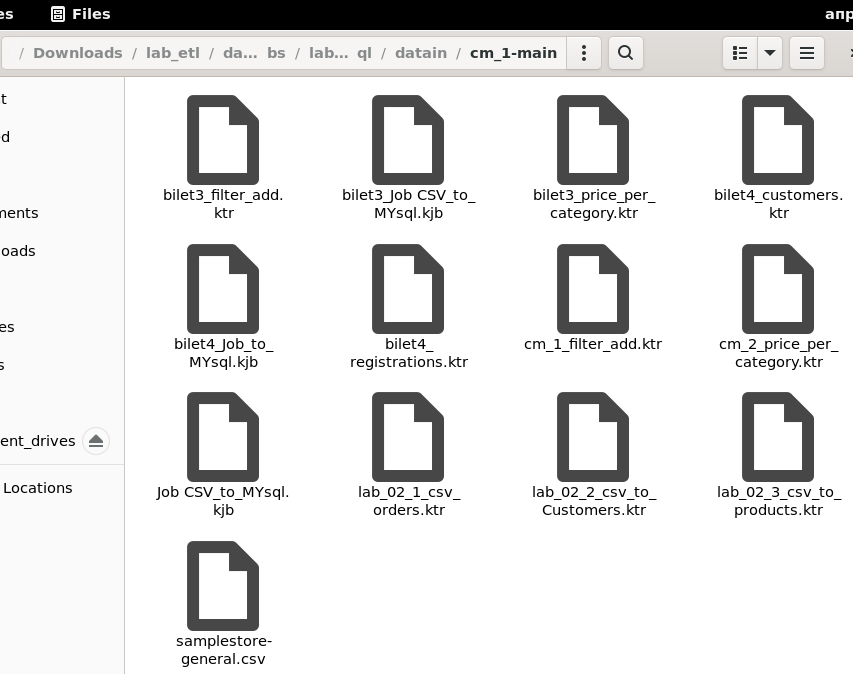 es Files апр
/ Downloads / lab_etl / da... bs / lab... ql / datain / cm_1-main
t
d
ments
oads
es
s
ent_drives
Locations
bilet3_filter_add.
ktr
bilet3_Job CSV_to_
MYsql.kjb
bilet3_price_per_
category.ktr
bilet4_customers.
ktr
bilet4_Job_to_
MYsql.kjb
bilet4_
registrations.ktr
cm_1_filter_add.ktr
cm_2_price_per_
category.ktr
Job CSV_to_MYsql.
kjb
lab_02_1_csv_
orders.ktr
lab_02_2_csv_to_
Customers.ktr
lab_02_3_csv_to_
products.ktr
samplestore-
general.csv